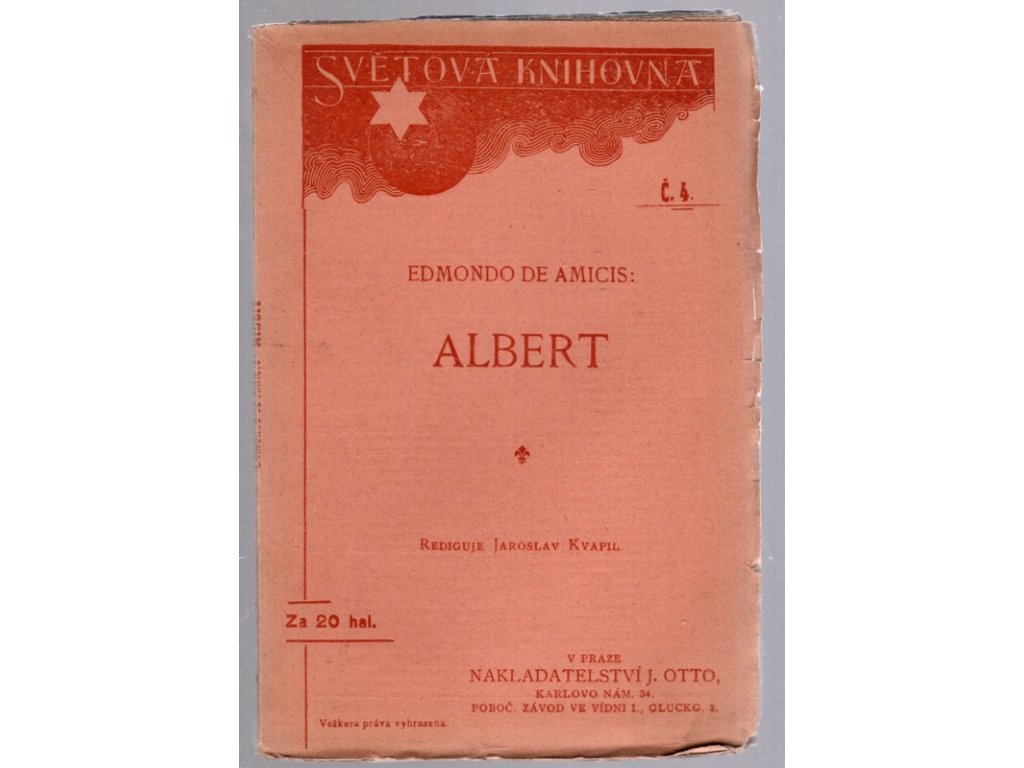 SVĚTOVÁ KNIHOVNA
Č. 4.
EDMONDO DE AMICIS:
ALBERT
REDIGUJE JAROSLAV KVAPIL
Za 20 hal.
V PRAZE
NAKLADATELSTVÍ J. OTTO,
KARLOVO NÁM. 34.
POBOČ. ZÁVOD VE VÍDNI I., GLUCKG. 3.
Veškera práva vyhrazena.